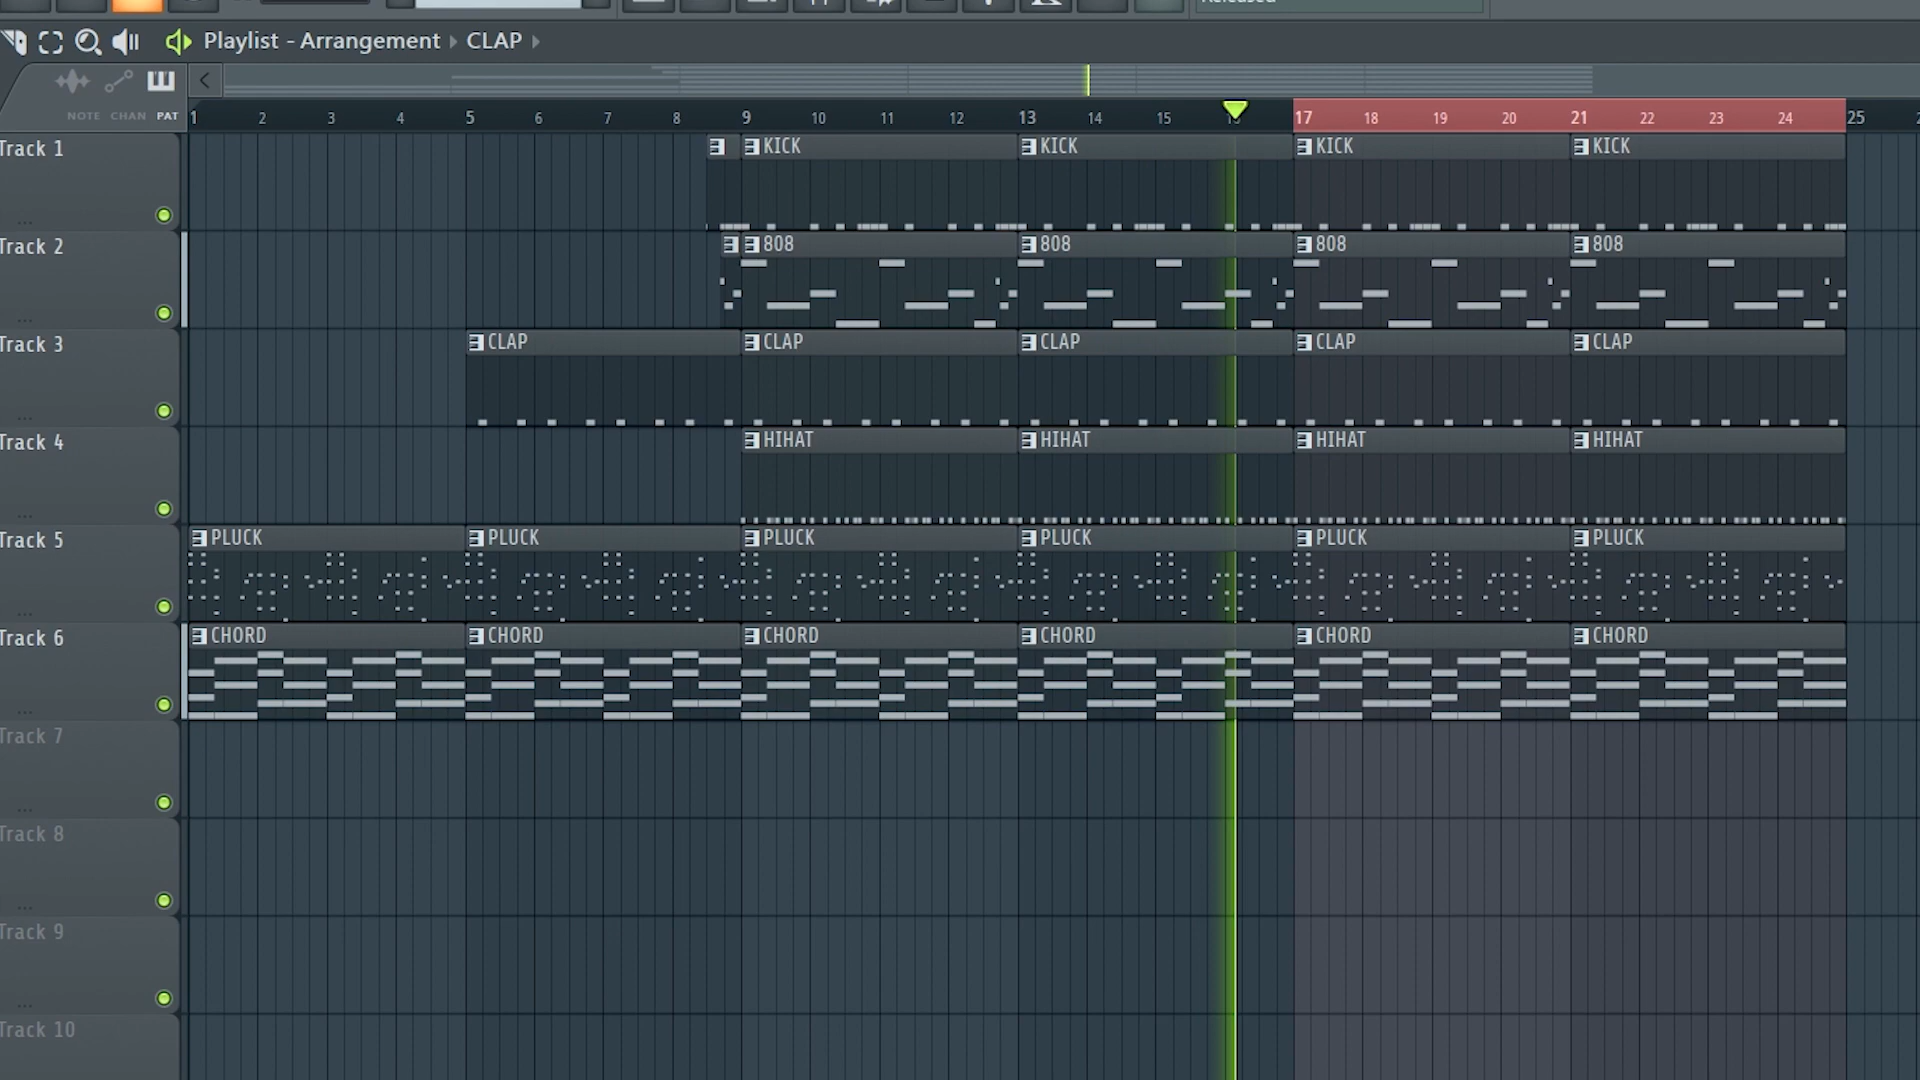 Playlist - Arrangement CLAP
NOTE CHAN PAT
1 2 3 4 5 6 7 8 9 10 11 12 13 14 15 16 17 18 19 20 21 22 23 24 25
Track 1 KICK KICK KICK KICK
Track 2 808 808 808 808
Track 3 CLAP CLAP CLAP CLAP CLAP
Track 4 HIHAT HIHAT HIHAT HIHAT
Track 5 PLUCK PLUCK PLUCK PLUCK PLUCK PLUCK
Track 6 CHORD CHORD CHORD CHORD CHORD CHORD
Track 7
Track 8
Track 9
Track 10